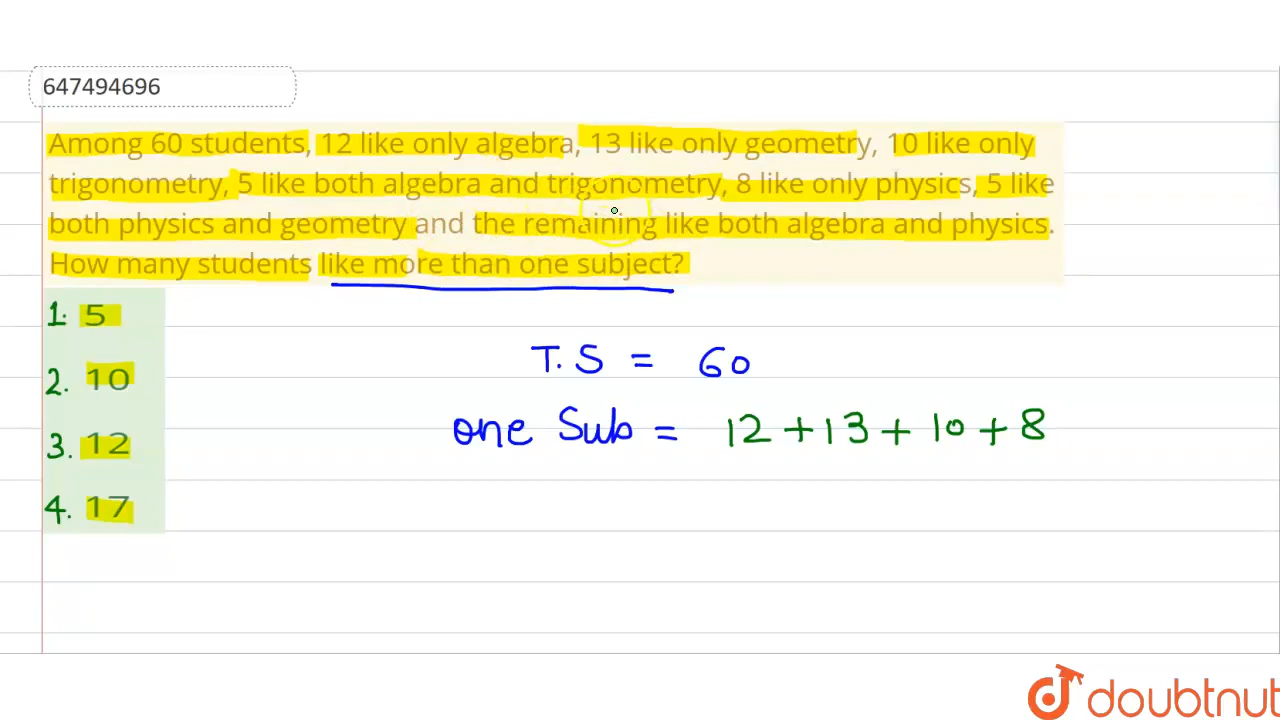 647494696
Among 60 students, 12 like only algebra, 13 like only geometry, 10 like only
trigonometry, 5 like both algebra and trigonometry, 8 like only physics, 5 like
both physics and geometry and the remaining like both algebra and physics.
How many students like more than one subject?
1. 5
2. 10
3. 12
4. 17
T.S = 60
one Sub = 12 + 13 + 10 + 8
doubtnut